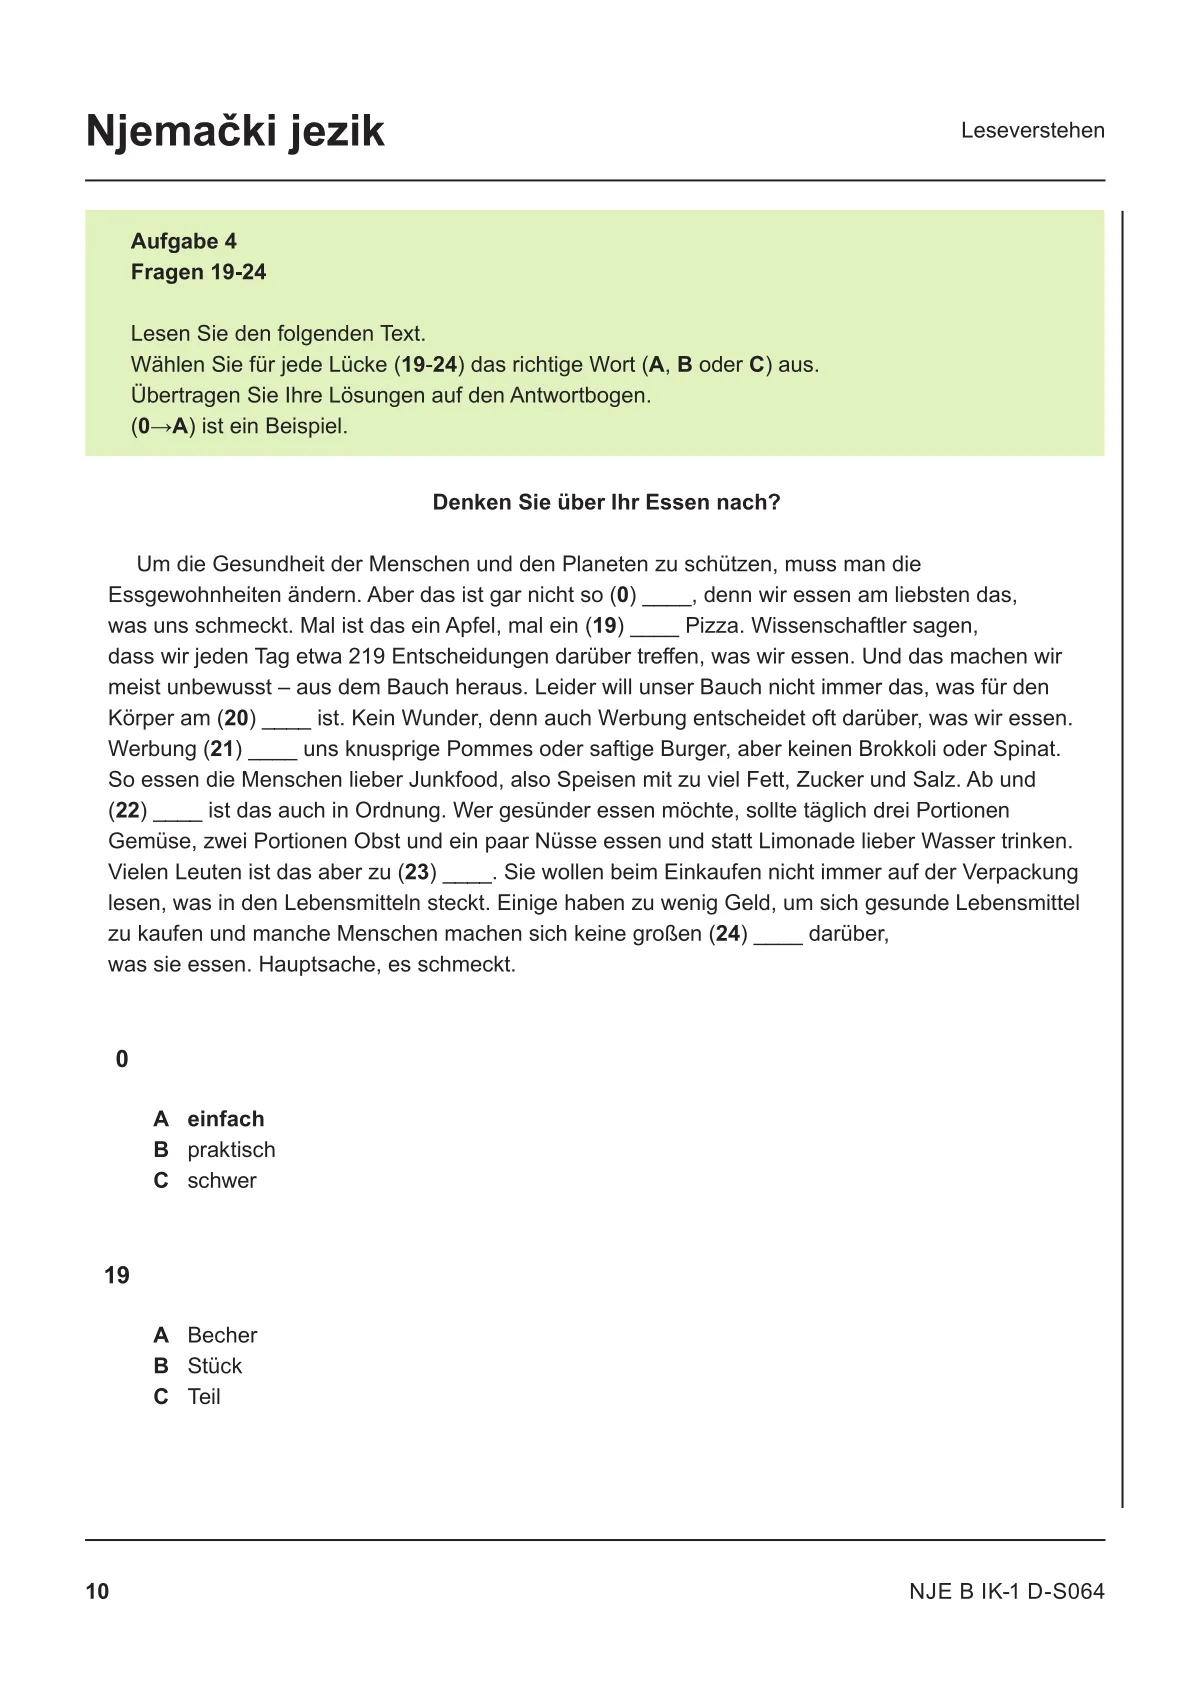 Njemački jezik
Leseverstehen
Aufgabe 4
Fragen 19-24
Lesen Sie den folgenden Text.
Wählen Sie für jede Lücke (19-24) das richtige Wort (A, B oder C) aus.
Übertragen Sie Ihre Lösungen auf den Antwortbogen.
(0→A) ist ein Beispiel.
Denken Sie über Ihr Essen nach?
Um die Gesundheit der Menschen und den Planeten zu schützen, muss man die
Essgewohnheiten ändern. Aber das ist gar nicht so (0) ____, denn wir essen am liebsten das,
was uns schmeckt. Mal ist das ein Apfel, mal ein (19) ____ Pizza. Wissenschaftler sagen,
dass wir jeden Tag etwa 219 Entscheidungen darüber treffen, was wir essen. Und das machen wir
meist unbewusst – aus dem Bauch heraus. Leider will unser Bauch nicht immer das, was für den
Körper am (20) ____ ist. Kein Wunder, denn auch Werbung entscheidet oft darüber, was wir essen.
Werbung (21) ____ uns knusprige Pommes oder saftige Burger, aber keinen Brokkoli oder Spinat.
So essen die Menschen lieber Junkfood, also Speisen mit zu viel Fett, Zucker und Salz. Ab und
(22) ____ ist das auch in Ordnung. Wer gesünder essen möchte, sollte täglich drei Portionen
Gemüse, zwei Portionen Obst und ein paar Nüsse essen und statt Limonade lieber Wasser trinken.
Vielen Leuten ist das aber zu (23) ____. Sie wollen beim Einkaufen nicht immer auf der Verpackung
lesen, was in den Lebensmitteln steckt. Einige haben zu wenig Geld, um sich gesunde Lebensmittel
zu kaufen und manche Menschen machen sich keine großen (24) ____ darüber,
was sie essen. Hauptsache, es schmeckt.
0
A einfach
B praktisch
C schwer
19
A Becher
B Stück
C Teil
10
NJE B IK-1 D-S064